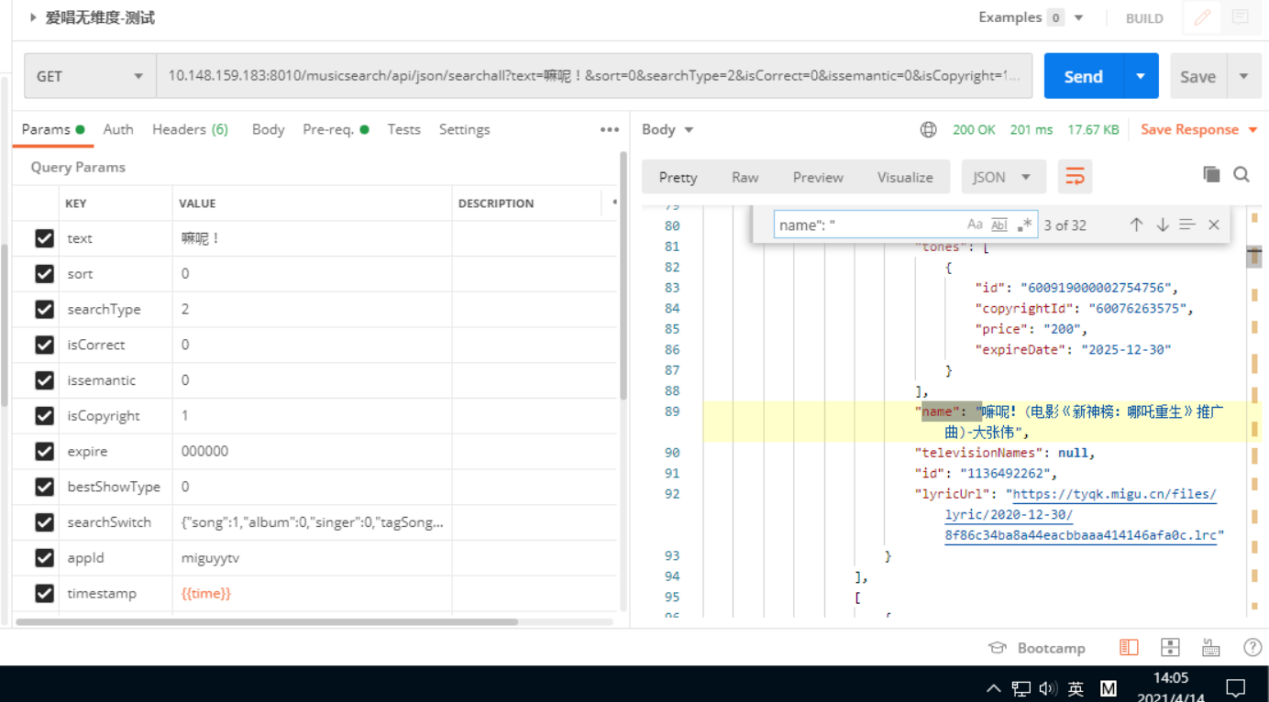 爱唱无维度-测试
Examples 0
BUILD
GET
10.148.159.183:8010/musicsearch/api/json/searchall?text=嘛呢！&sort=0&searchType=2&isCorrect=0&issemantic=0&isCopyright=1...
Send
Save
Params Auth Headers (6) Body Pre-req. Tests Settings
Body
200 OK 201 ms 17.67 KB Save Response
Query Params
Pretty Raw Preview Visualize JSON
KEY VALUE DESCRIPTION
text 嘛呢！
sort 0
searchType 2
isCorrect 0
issemantic 0
isCopyright 1
expire 000000
bestShowType 0
searchSwitch {"song":1,"album":0,"singer":0,"tagSong...
appId miguyytv
timestamp {{time}}
name": " Aa Abl .* 3 of 32
79
80
81 "tones": [
82 {
83 "id": "600919000002754756",
84 "copyrightId": "60076263575",
85 "price": "200",
86 "expireDate": "2025-12-30"
87 }
88 ],
89 "name": "嘛呢!（电影《新神榜：哪吒重生》推广
曲）-大张伟",
90 "televisionNames": null,
91 "id": "1136492262",
92 "lyricUrl": "https://tyqk.migu.cn/files/
lyric/2020-12-30/
8f86c34ba8a44eacbbaaa414146afa0c.lrc"
93 }
94 ],
95 [
96 {
Bootcamp
英 M 14:05
2021/4/14